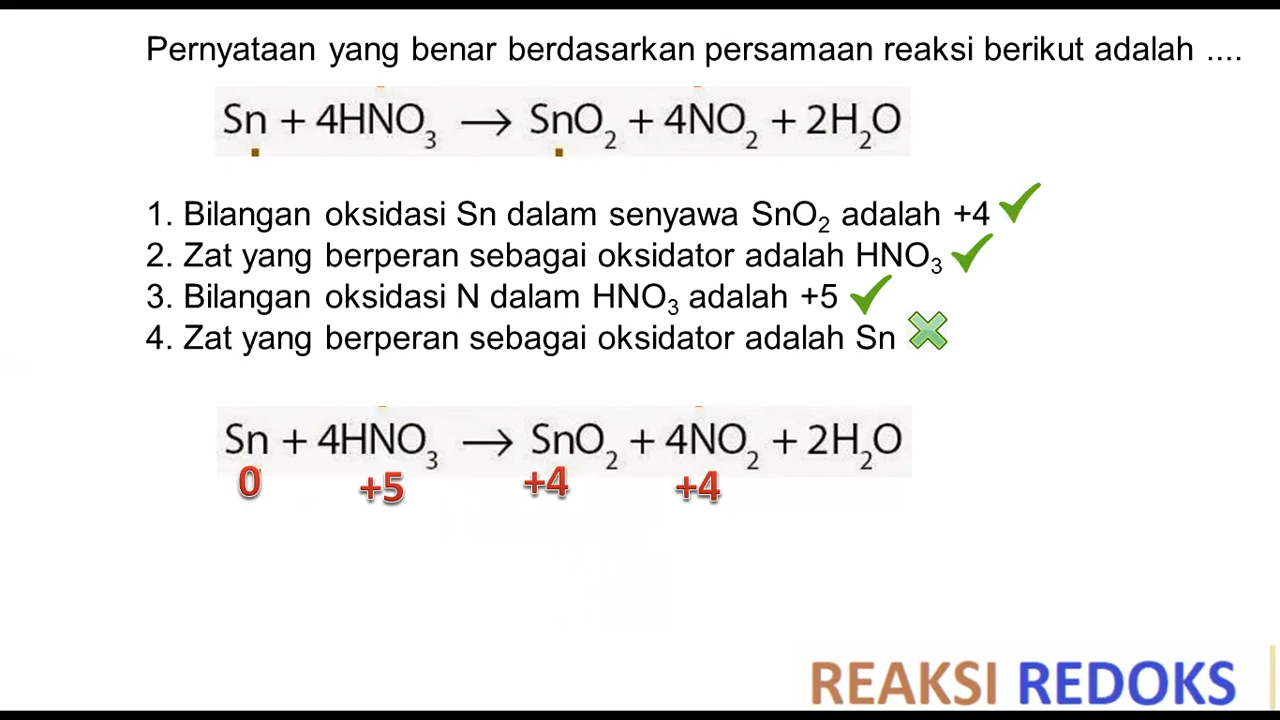 Pernyataan yang benar berdasarkan persamaan reaksi berikut adalah ....
Sn + 4HNO₃ → SnO₂ + 4NO₂ + 2H₂O
1. Bilangan oksidasi Sn dalam senyawa SnO₂ adalah +4 ✓
2. Zat yang berperan sebagai oksidator adalah HNO₃ ✓
3. Bilangan oksidasi N dalam HNO₃ adalah +5 ✓
4. Zat yang berperan sebagai oksidator adalah Sn ✗
Sn + 4HNO₃ → SnO₂ + 4NO₂ + 2H₂O
0 +5 +4 +4
REAKSI REDOKS